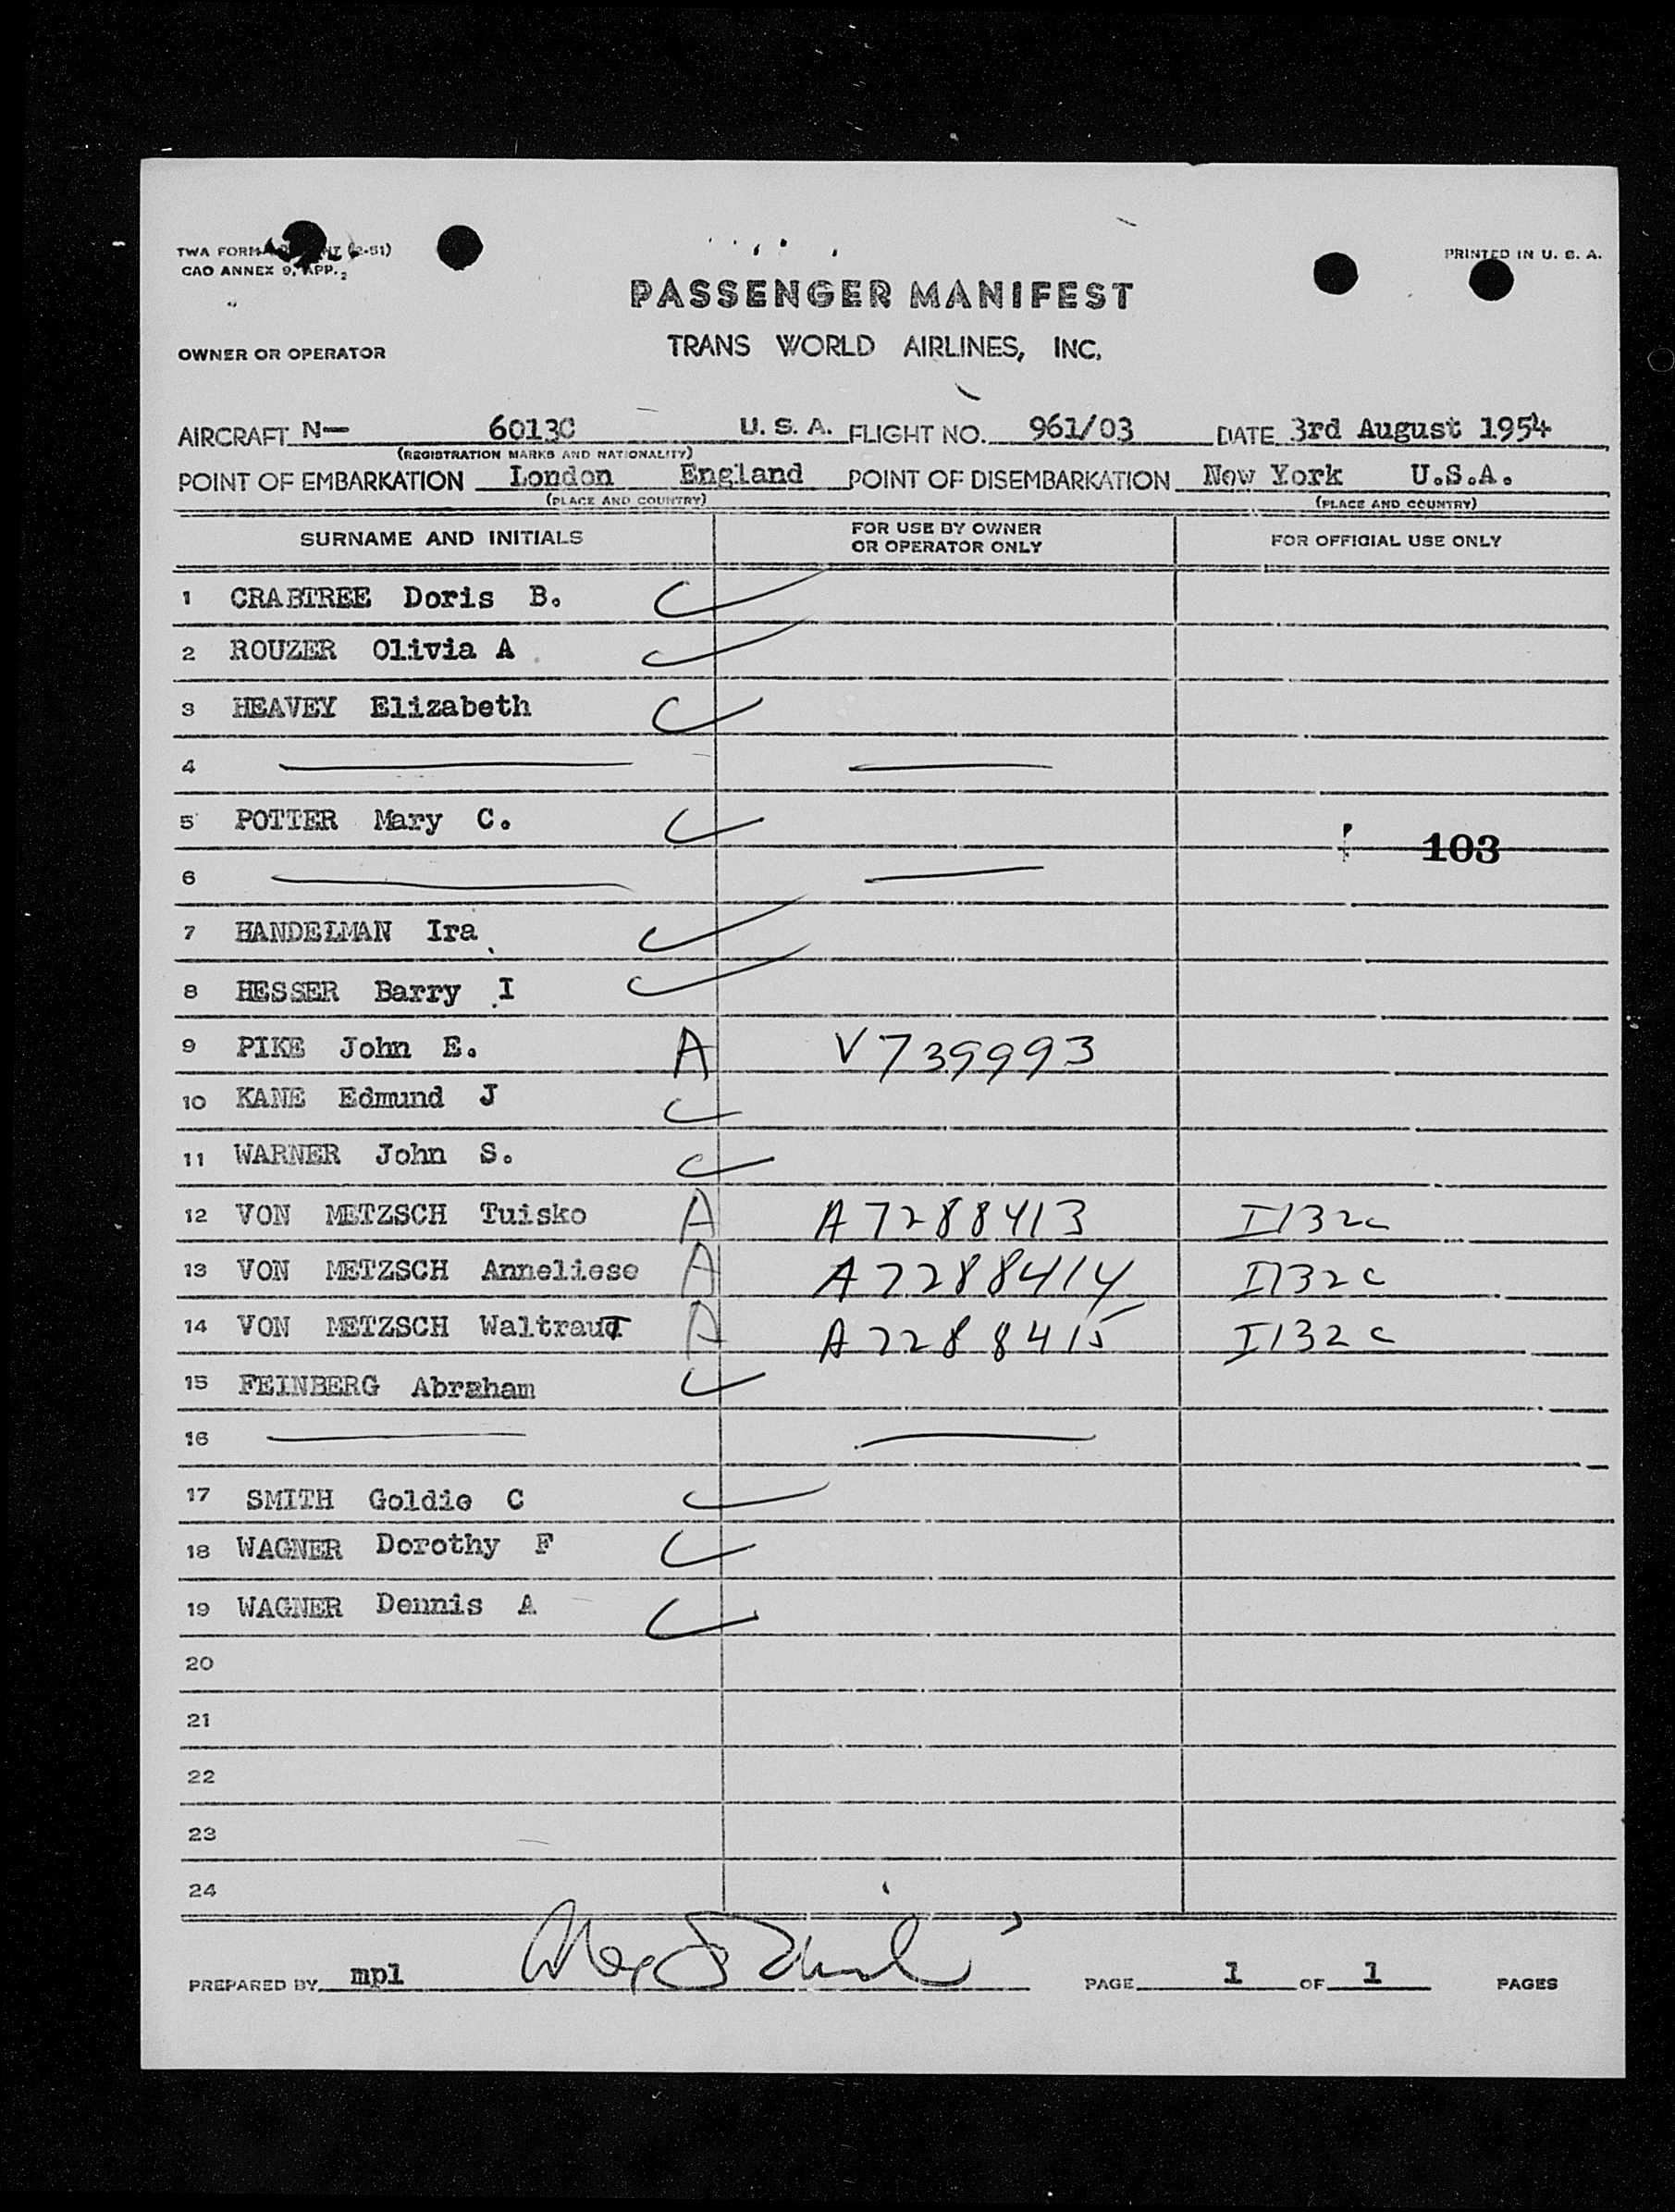 TWA FORM (2-51)
CAO ANNEX 9, APP. 2
PRINTED IN U. S. A.
PASSENGER MANIFEST
OWNER OR OPERATOR TRANS WORLD AIRLINES, INC.
AIRCRAFT N— 6013C U. S. A. FLIGHT NO. 961/03 DATE 3rd August 1954
(REGISTRATION MARKS AND NATIONALITY)
POINT OF EMBARKATION London England POINT OF DISEMBARKATION New York U.S.A.
(PLACE AND COUNTRY) (PLACE AND COUNTRY)
SURNAME AND INITIALS FOR USE BY OWNER OR OPERATOR ONLY FOR OFFICIAL USE ONLY
1 CRABTREE Doris B.
2 ROUZER Olivia A
3 HEAVEY Elizabeth
4
5 POTTER Mary C.
103
6
7 HANDELMAN Ira
8 HESSER Barry I
9 PIKE John E. A V739993
10 KANE Edmund J
11 WARNER John S.
12 VON METZSCH Tuisko A A7288413 I132c
13 VON METZSCH Anneliese A A7288414 I132c
14 VON METZSCH WaltrauT A A7288415 I132c
15 FEINBERG Abraham
16
17 SMITH Goldie C
18 WAGNER Dorothy F
19 WAGNER Dennis A
20
21
22
23
24
PREPARED BY mpl PAGE 1 OF 1 PAGES